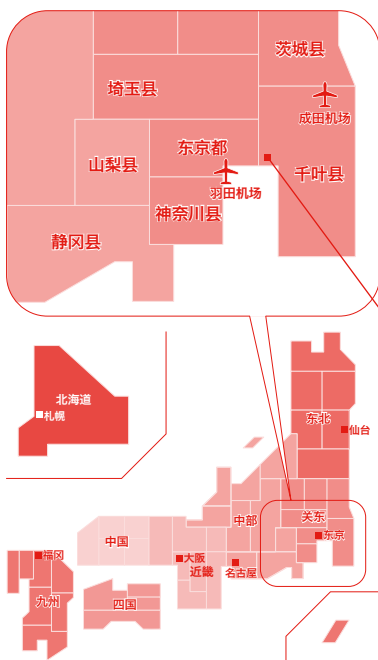 茨城县
埼玉县
成田机场
东京都
山梨县
千叶县
羽田机场
神奈川县
静冈县
北海道
札幌
东北
仙台
中部
关东
东京
中国
福冈
大阪
近畿
名古屋
九州
四国